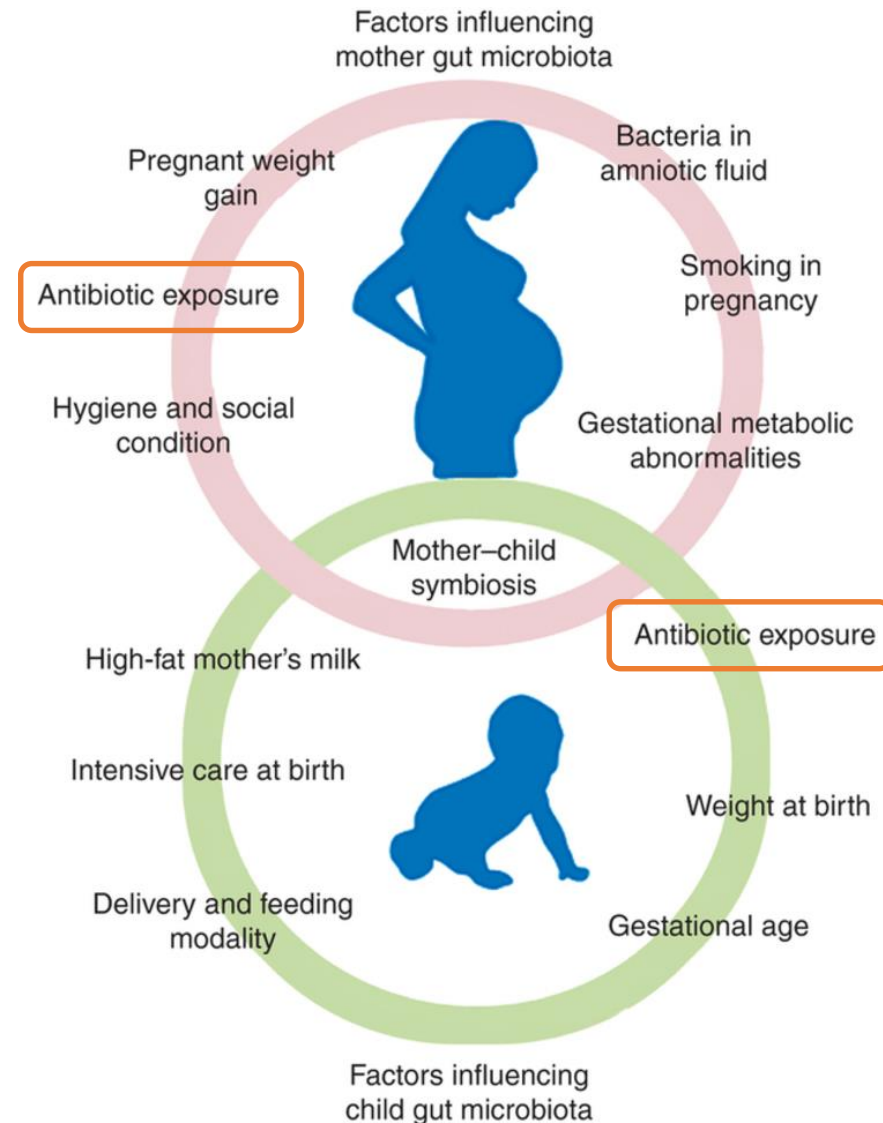 Factors influencing
mother gut microbiota
Pregnant weight
gain
Bacteria in
amniotic fluid
Antibiotic exposure
Smoking in
pregnancy
Hygiene and social
condition
Gestational metabolic
abnormalities
Mother–child
symbiosis
High-fat mother’s milk
Antibiotic exposure
Intensive care at birth
Weight at birth
Delivery and feeding
modality
Gestational age
Factors influencing
child gut microbiota